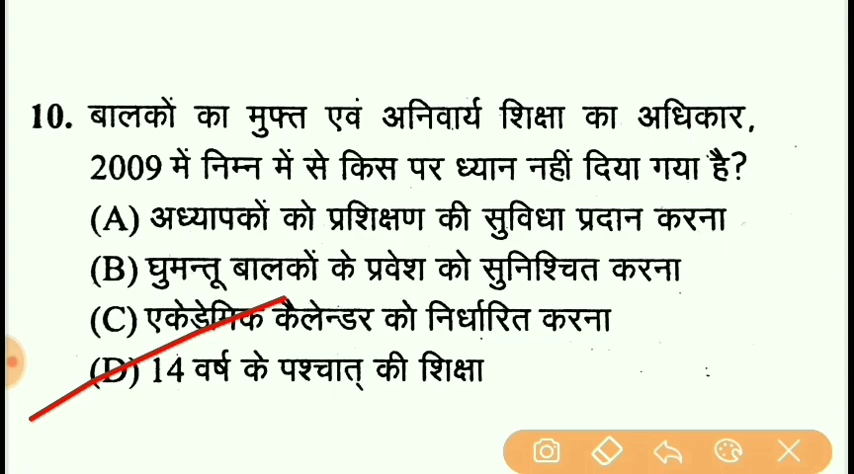 10. बालकों का मुफ्त एवं अनिवार्य शिक्षा का अधिकार,
2009 में निम्न में से किस पर ध्यान नहीं दिया गया है?
(A) अध्यापकों को प्रशिक्षण की सुविधा प्रदान करना
(B) घुमन्तू बालकों के प्रवेश को सुनिश्चित करना
(C) एकेडेमिक कैलेन्डर को निर्धारित करना
(D) 14 वर्ष के पश्चात् की शिक्षा